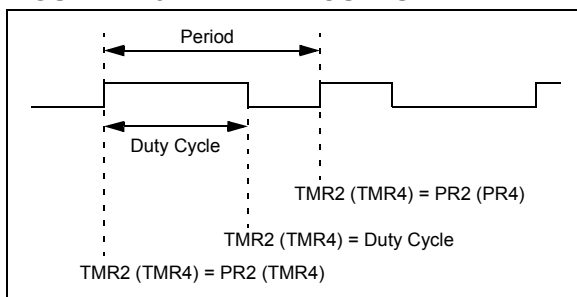 Period
Duty Cycle
TMR2 (TMR4) = PR2 (PR4)
TMR2 (TMR4) = Duty Cycle
TMR2 (TMR4) = PR2 (TMR4)